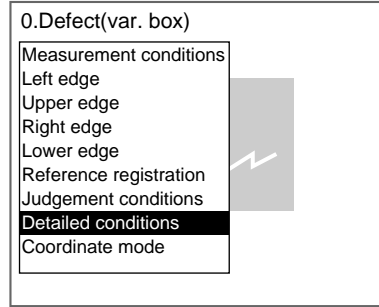 0.Defect(var. box)
Measurement conditions
Left edge
Upper edge
Right edge
Lower edge
Reference registration
Judgement conditions
Detailed conditions
Coordinate mode